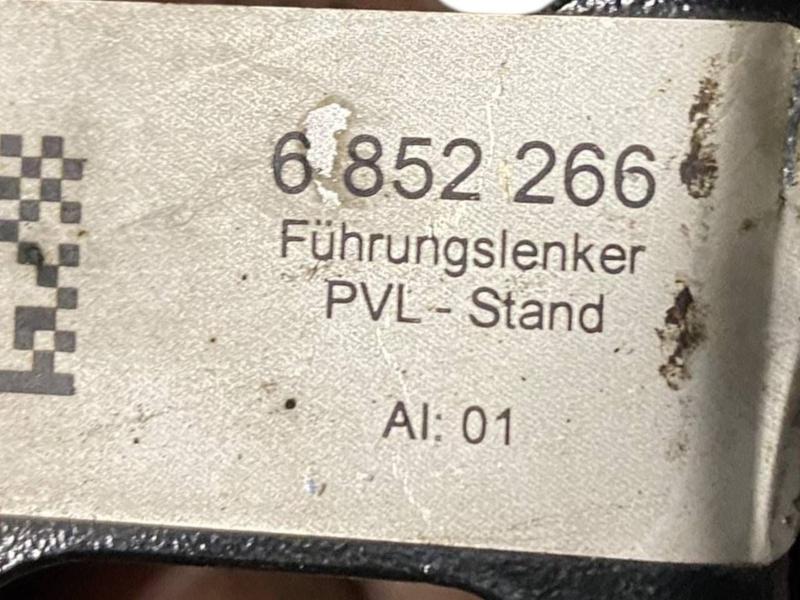 6 852 266
Führungslenker
PVL - Stand
AI: 01